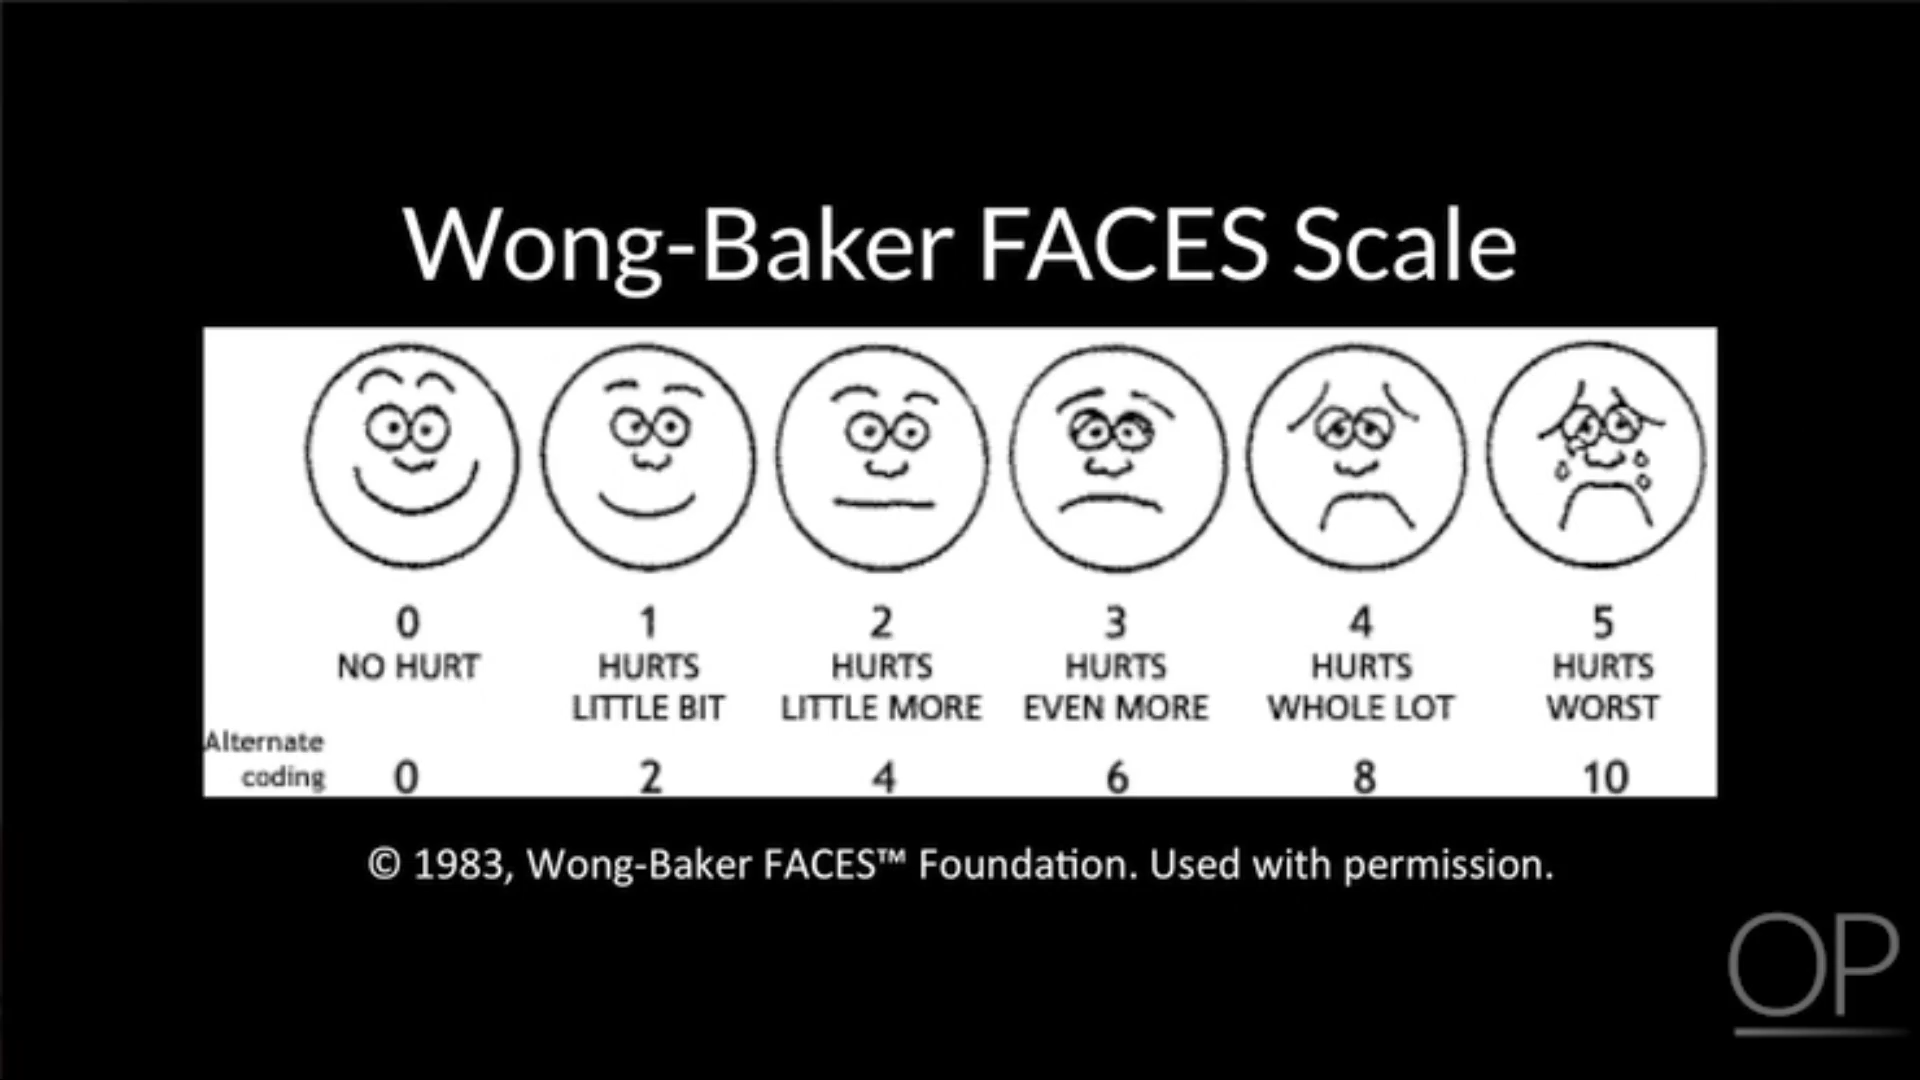 Wong-Baker FACES Scale
0 1 2 3 4 5
NO HURT HURTS HURTS HURTS HURTS HURTS
LITTLE BIT LITTLE MORE EVEN MORE WHOLE LOT WORST
Alternate
coding 0 2 4 6 8 10
© 1983, Wong-Baker FACES™ Foundation. Used with permission.
OP